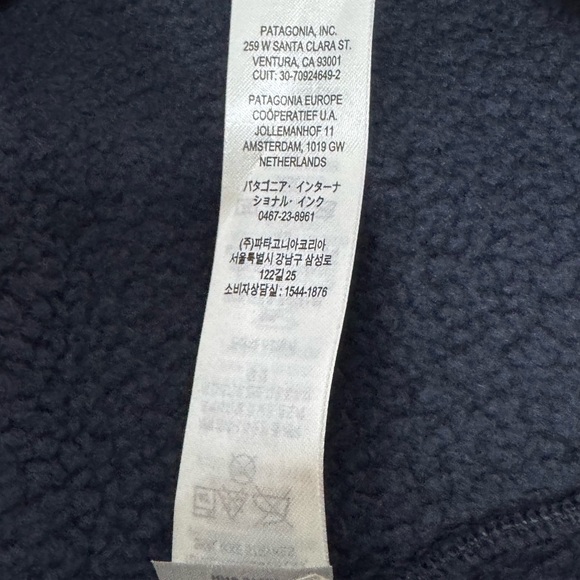 PATAGONIA, INC.
259 W SANTA CLARA ST.
VENTURA, CA 93001
CUIT: 30-70924649-2
PATAGONIA EUROPE
COÖPERATIEF U.A.
JOLLEMANHOF 11
AMSTERDAM, 1019 GW
NETHERLANDS
パタゴニア・インターナ
ショナル・インク
0467-23-8961
(주)파타고니아코리아
서울특별시 강남구 삼성로
122길 25
소비자상담실 : 1544-1876